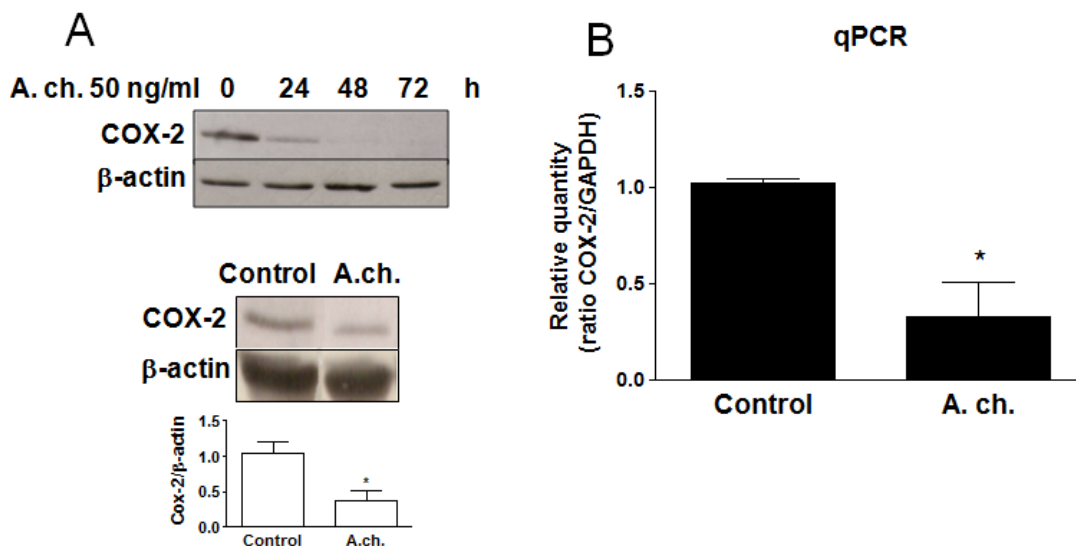 A
A. ch. 50 ng/ml 0 24 48 72 h
COX-2
β-actin
Control A.ch.
COX-2
β-actin
1.5
1.0
0.5
0.0
Cox-2/β-actin
*
Control A.ch.
B
qPCR
1.5
1.0
0.5
0.0
Relative quantity
(ratio COX-2/GAPDH)
*
Control A. ch.